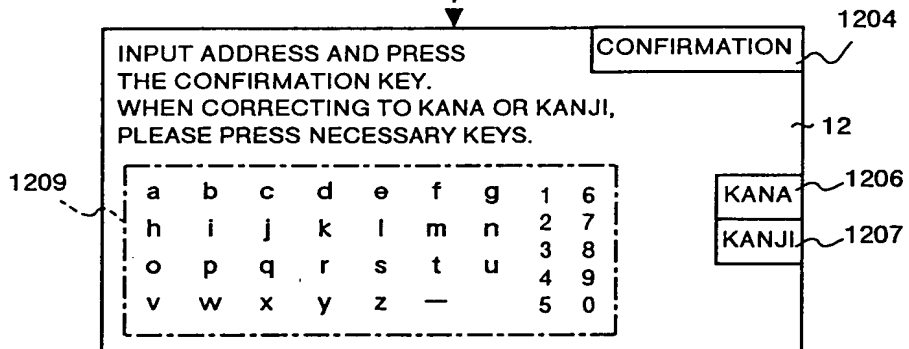 1204
CONFIRMATION
INPUT ADDRESS AND PRESS
THE CONFIRMATION KEY.
WHEN CORRECTING TO KANA OR KANJI,
PLEASE PRESS NECESSARY KEYS.
12
1209
a b c d e f g 1 6
h i j k l m n 2 7
o p q r s t u 3 8
v w x y z — 4 9
5 0
KANA 1206
KANJI 1207